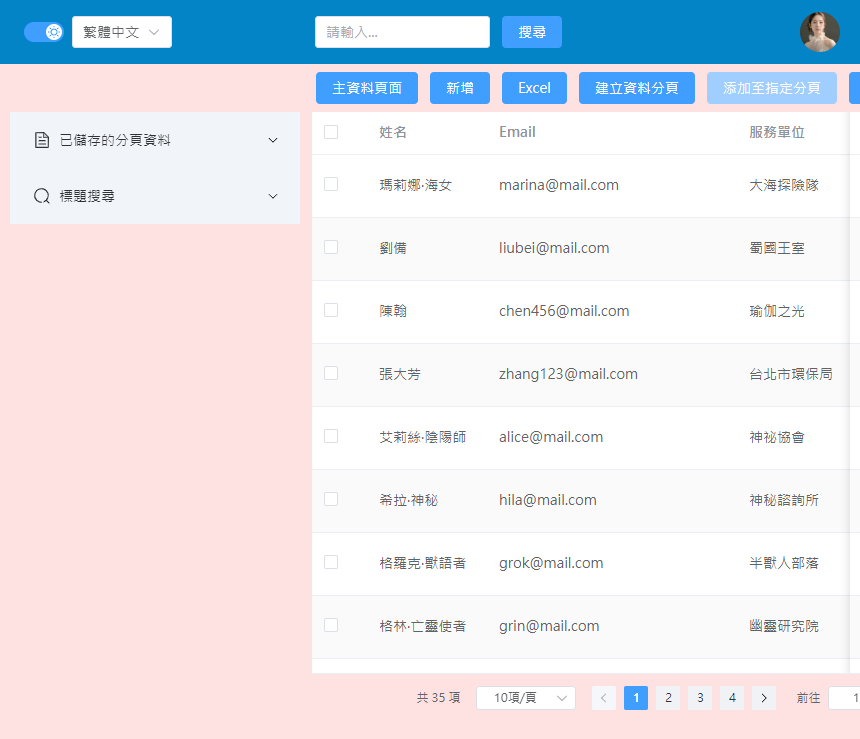 繁體中文
請輸入...
搜尋
主資料頁面
新增
Excel
建立資料分頁
添加至指定分頁
已儲存的分頁資料
標題搜尋
姓名 Email 服務單位
瑪莉娜·海女 marina@mail.com 大海探險隊
劉備 liubei@mail.com 蜀國王室
陳翰 chen456@mail.com 瑜伽之光
張大芳 zhang123@mail.com 台北市環保局
艾莉絲·陰陽師 alice@mail.com 神祕協會
希拉·神秘 hila@mail.com 神秘諮詢所
格羅克·獸語者 grok@mail.com 半獸人部落
格林·亡靈使者 grin@mail.com 幽靈研究院
共 35 項 10項/頁 1 2 3 4 前往 1